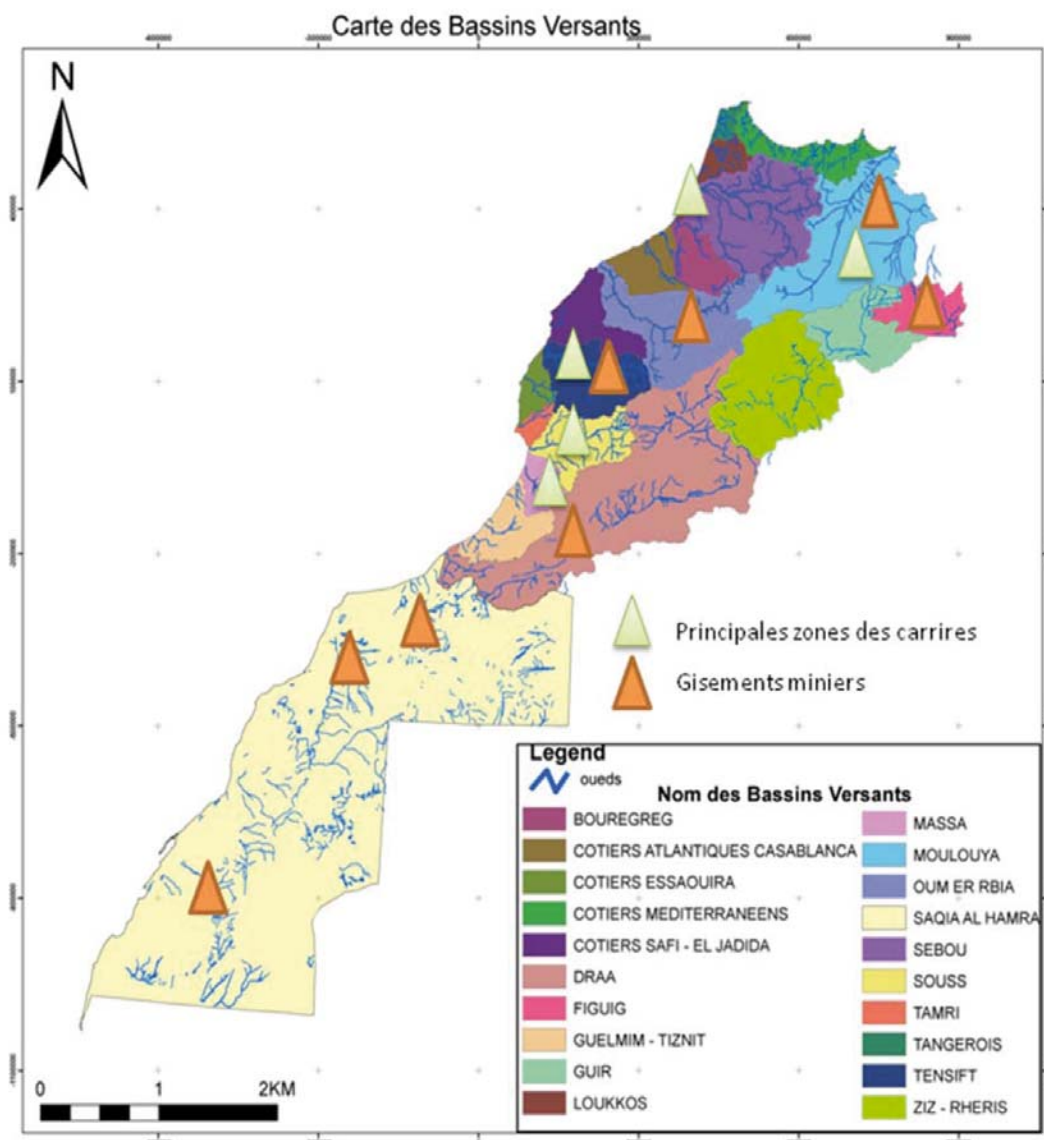 Carte des Bassins Versants
N
Principales zones des carrires
Gisements miniers
Legend
oueds
Nom des Bassins Versants
BOUREGREG
COTIERS ATLANTIQUES CASABLANCA
COTIERS ESSAOUIRA
COTIERS MEDITERRANEENS
COTIERS SAFI - EL JADIDA
DRAA
FIGUIG
GUELMIM - TIZNIT
GUIR
LOUKKOS
MASSA
MOULOUYA
OUM ER RBIA
SAQIA AL HAMRA
SEBOU
SOUSS
TAMRI
TANGEROIS
TENSIFT
ZIZ - RHERIS
0 1 2KM